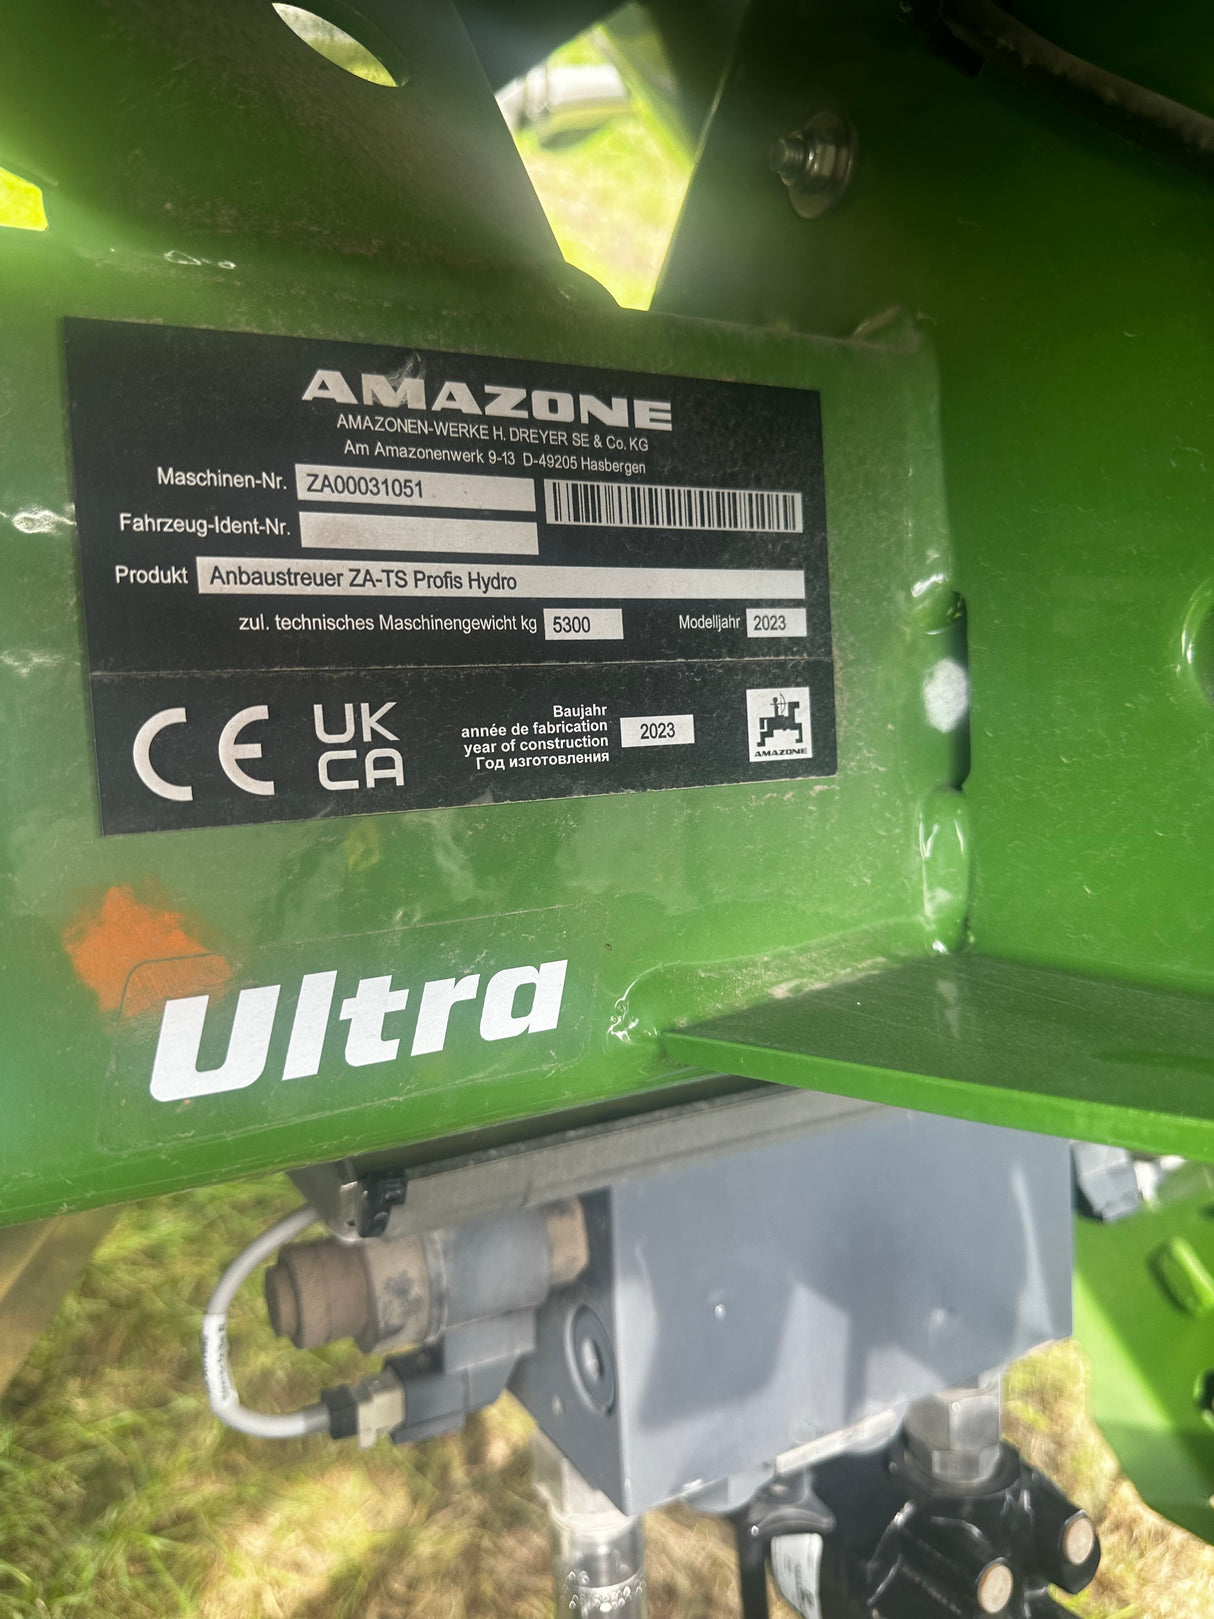 AMAZONE
AMAZONEN-WERKE H. DREYER SE & Co. KG
Am Amazonenwerk 9-13 D-49205 Hasbergen
Maschinen-Nr. ZA00031051
Fahrzeug-Ident-Nr.
Produkt Anbaustreuer ZA-TS Profis Hydro
zul. technisches Maschinengewicht kg 5300 Modelljahr 2023
CE
UK
CA
Baujahr
année de fabrication
year of construction
Год изготовления
2023
AMAZONE
Ultra